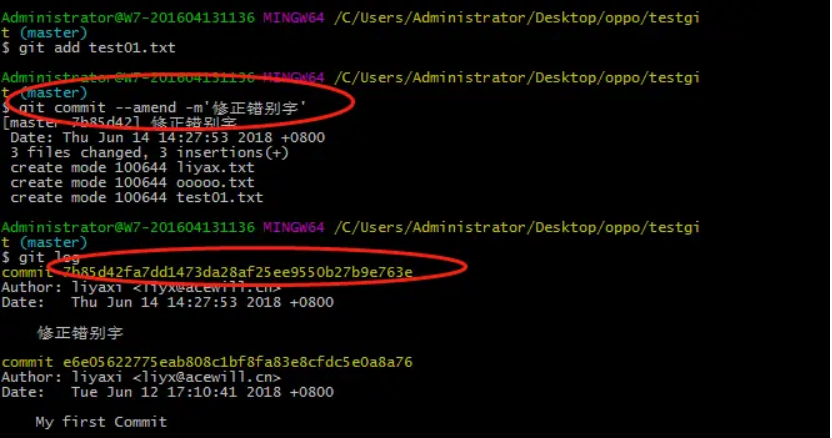 Administrator@W7-201604131136 MINGW64 /C/Users/Administrator/Desktop/oppo/testgi
t (master)
$ git add test01.txt
Administrator@W7-201604131136 MINGW64 /C/Users/Administrator/Desktop/oppo/testgi
t (master)
$ git commit --amend -m'修正错别字'
[master 7b85d42] 修正错别字
Date: Thu Jun 14 14:27:53 2018 +0800
3 files changed, 3 insertions(+)
create mode 100644 liyax.txt
create mode 100644 ooooo.txt
create mode 100644 test01.txt
Administrator@W7-201604131136 MINGW64 /C/Users/Administrator/Desktop/oppo/testgi
t (master)
$ git log
commit 7b85d42fa7dd1473da28af25ee9550b27b9e763e
Author: liyaxi <liyx@acewill.cn>
Date:   Thu Jun 14 14:27:53 2018 +0800
修正错别字
commit e6e05622775eab808c1bf8fa83e8cfdc5e0a8a76
Author: liyaxi <liyx@acewill.cn>
Date:   Tue Jun 12 17:10:41 2018 +0800
My first Commit